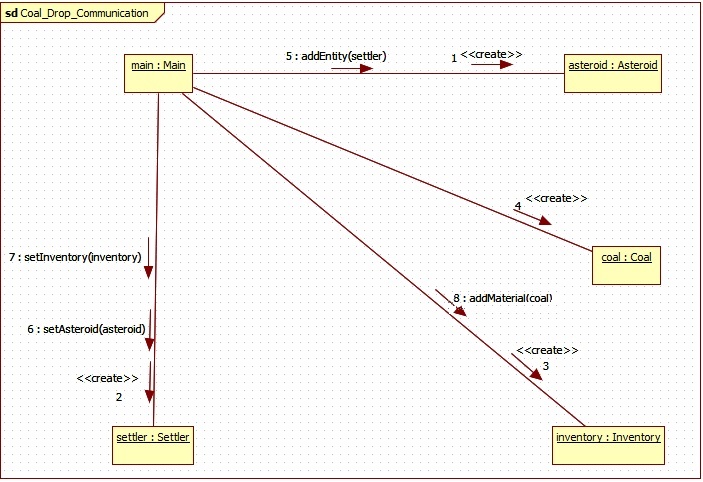 sd Coal_Drop_Communication
5 : addEntity(settler)
1 <<create>>
main : Main
asteroid : Asteroid
<<create>>
4
7 : setInventory(inventory)
coal : Coal
8 : addMaterial(coal)
6 : setAsteroid(asteroid)
<<create>>
3
<<create>>
2
settler : Settler
inventory : Inventory